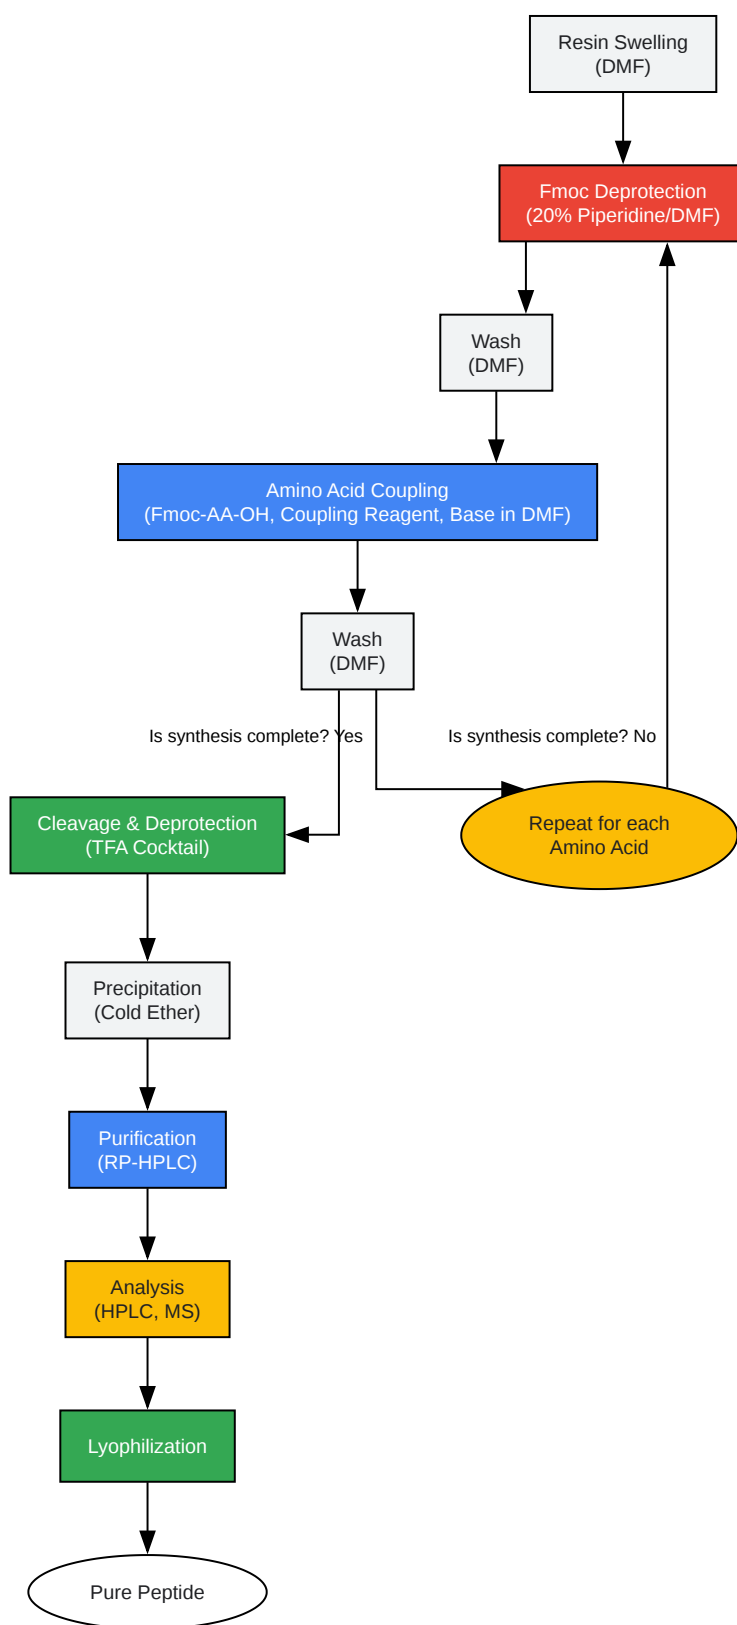 Resin Swelling
(DMF)
Fmoc Deprotection
(20% Piperidine/DMF)
Wash
(DMF)
Amino Acid Coupling
(Fmoc-AA-OH, Coupling Reagent, Base in DMF)
Wash
(DMF)
Is synthesis complete? Yes
Is synthesis complete? No
Cleavage & Deprotection
(TFA Cocktail)
Repeat for each
Amino Acid
Precipitation
(Cold Ether)
Purification
(RP-HPLC)
Analysis
(HPLC, MS)
Lyophilization
Pure Peptide